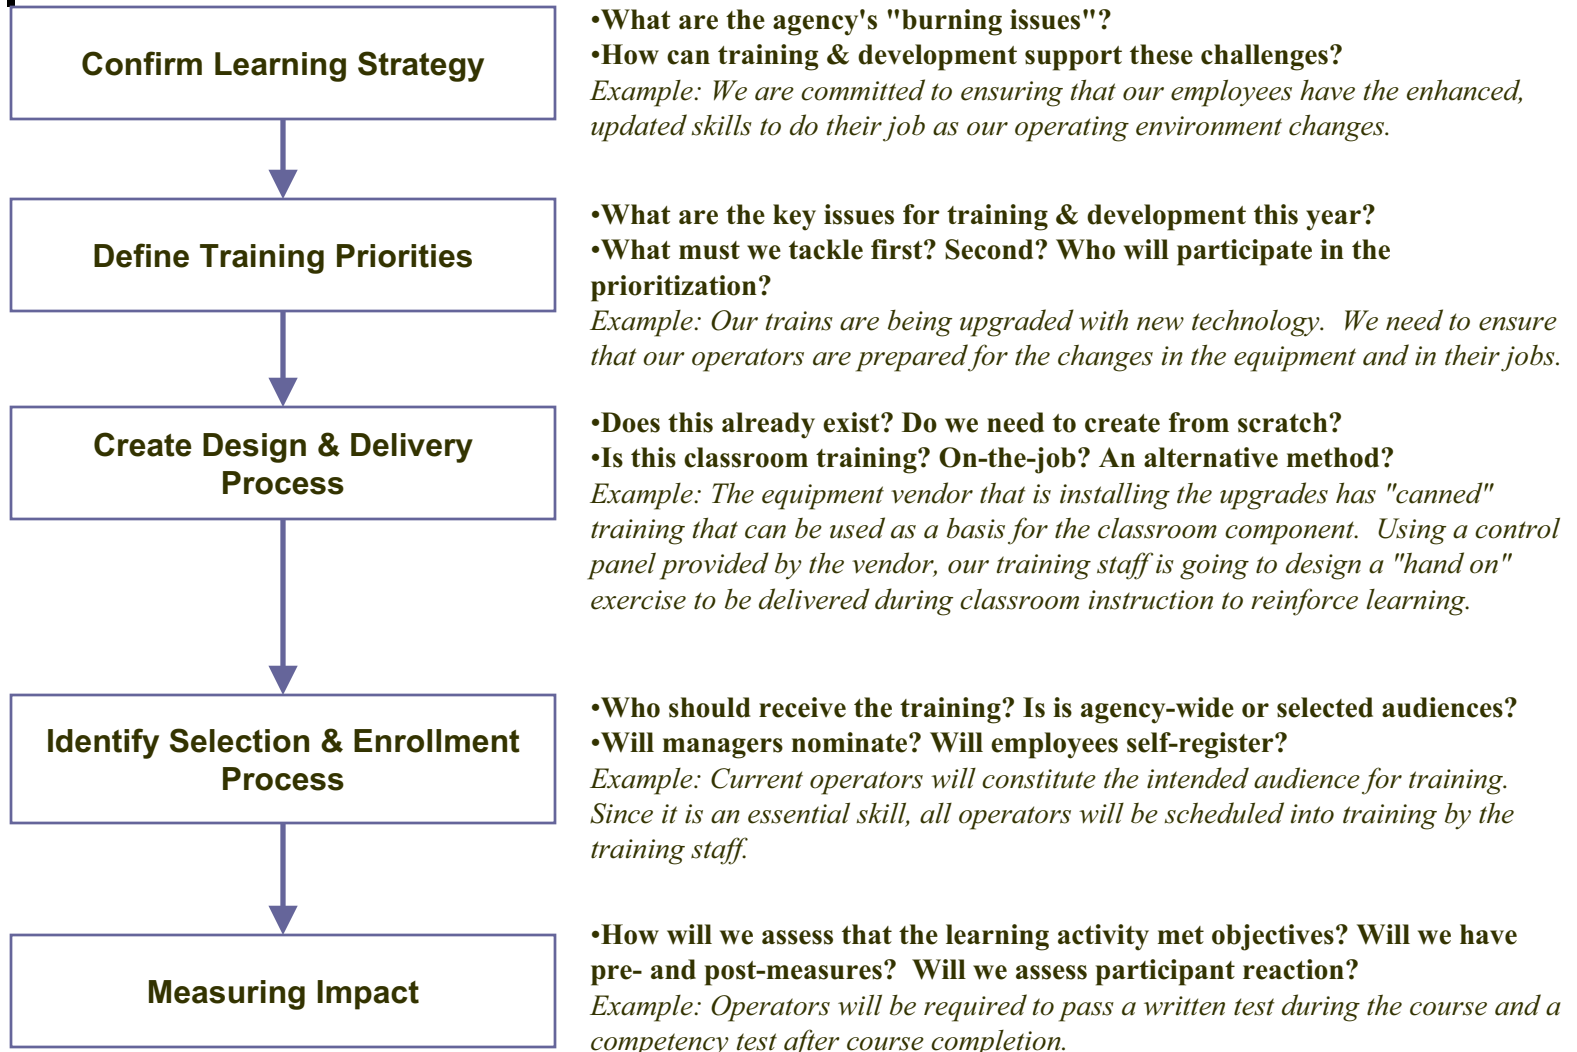 Confirm Learning Strategy
•What are the agency's "burning issues"?
•How can training & development support these challenges?
Example: We are committed to ensuring that our employees have the enhanced,
updated skills to do their job as our operating environment changes.
Define Training Priorities
•What are the key issues for training & development this year?
•What must we tackle first? Second? Who will participate in the
prioritization?
Example: Our trains are being upgraded with new technology.  We need to ensure
that our operators are prepared for the changes in the equipment and in their jobs.
Create Design & Delivery
Process
•Does this already exist? Do we need to create from scratch?
•Is this classroom training? On-the-job? An alternative method?
Example: The equipment vendor that is installing the upgrades has "canned"
training that can be used as a basis for the classroom component.  Using a control
panel provided by the vendor, our training staff is going to design a "hand on"
exercise to be delivered during classroom instruction to reinforce learning.
Identify Selection & Enrollment
Process
•Who should receive the training? Is is agency-wide or selected audiences?
•Will managers nominate? Will employees self-register?
Example: Current operators will constitute the intended audience for training.
Since it is an essential skill, all operators will be scheduled into training by the
training staff.
Measuring Impact
•How will we assess that the learning activity met objectives? Will we have
pre- and post-measures?  Will we assess participant reaction?
Example: Operators will be required to pass a written test during the course and a
competency test after course completion.